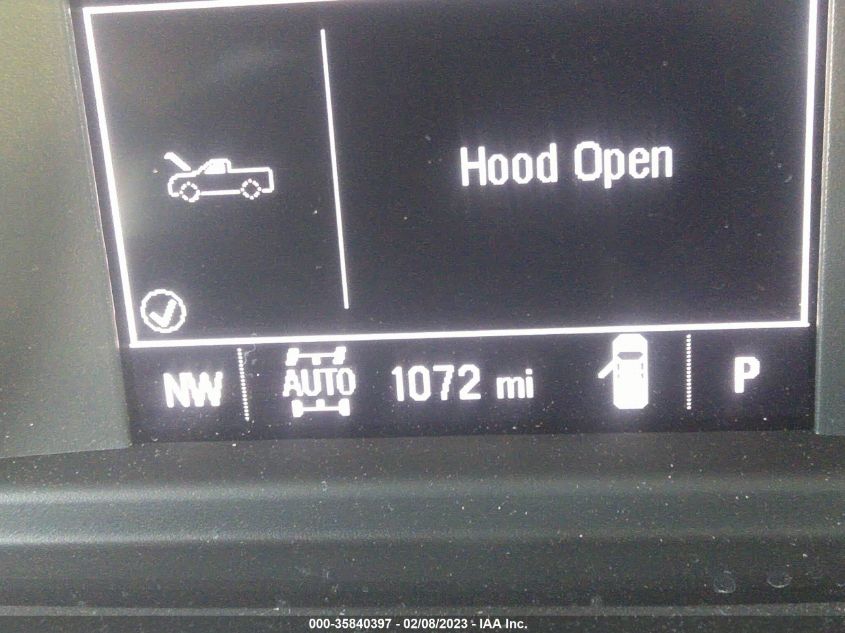 Hood Open
NW AUTO 1072 mi P
000-35840397 - 02/08/2023 - IAA Inc.